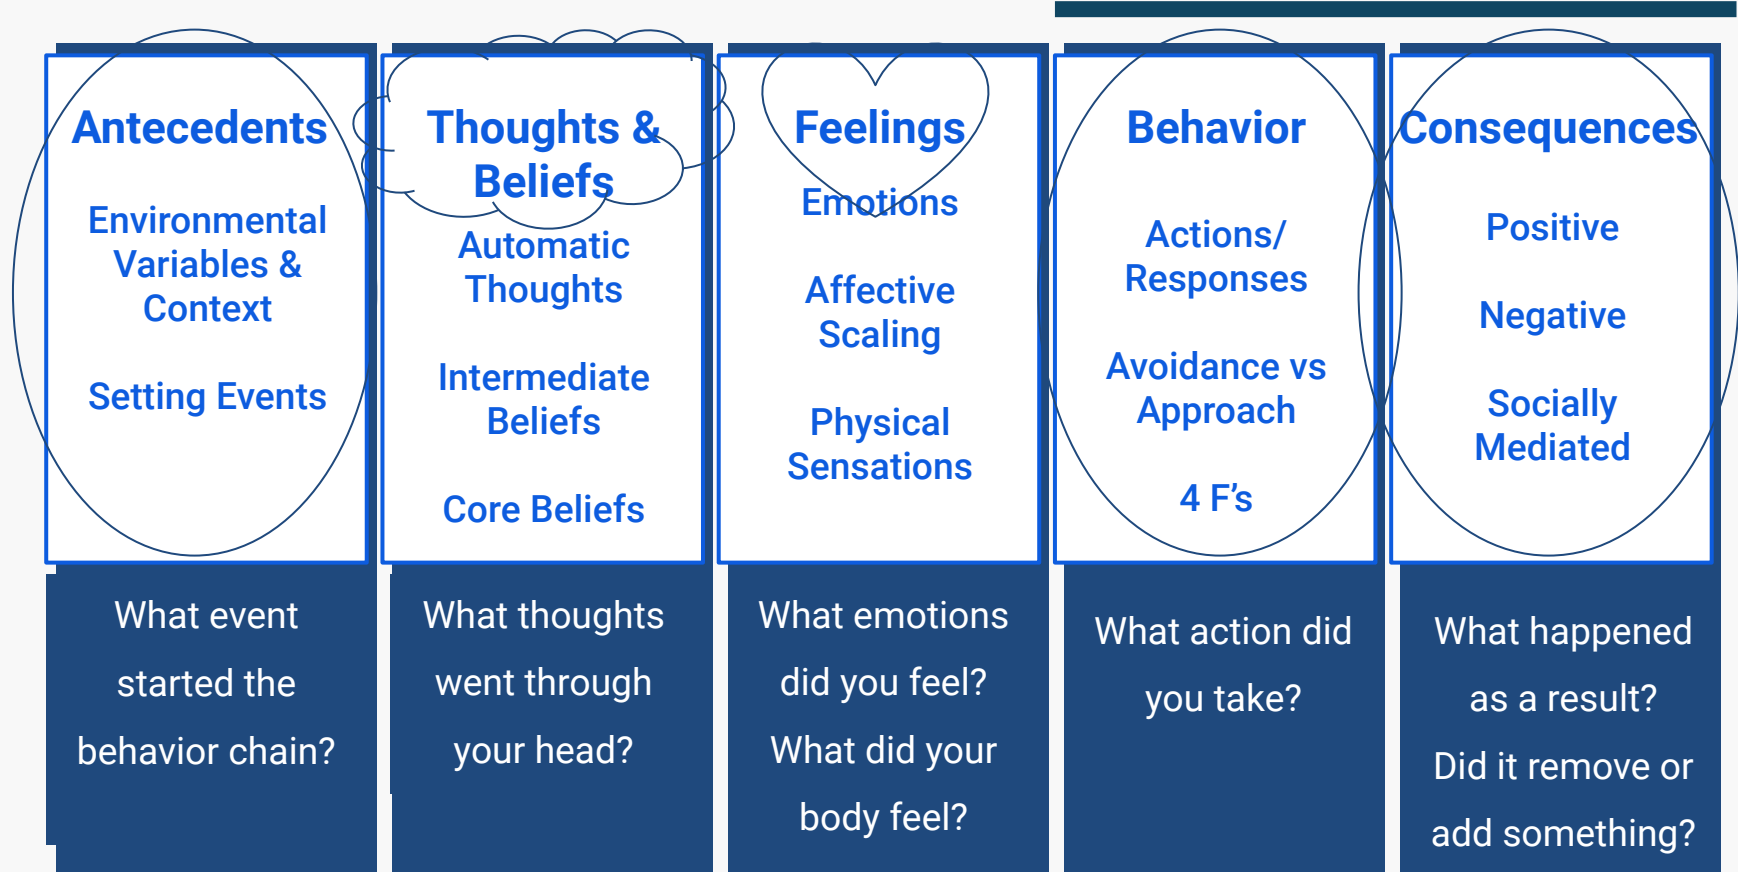 Antecedents
Environmental
Variables &
Context
Setting Events
What event
started the
behavior chain?
Thoughts &
Beliefs
Automatic
Thoughts
Intermediate
Beliefs
Core Beliefs
What thoughts
went through
your head?
Feelings
Emotions
Affective
Scaling
Physical
Sensations
What emotions
did you feel?
What did your
body feel?
Behavior
Actions/
Responses
Avoidance vs
Approach
4 F’s
What action did
you take?
Consequences
Positive
Negative
Socially
Mediated
What happened
as a result?
Did it remove or
add something?